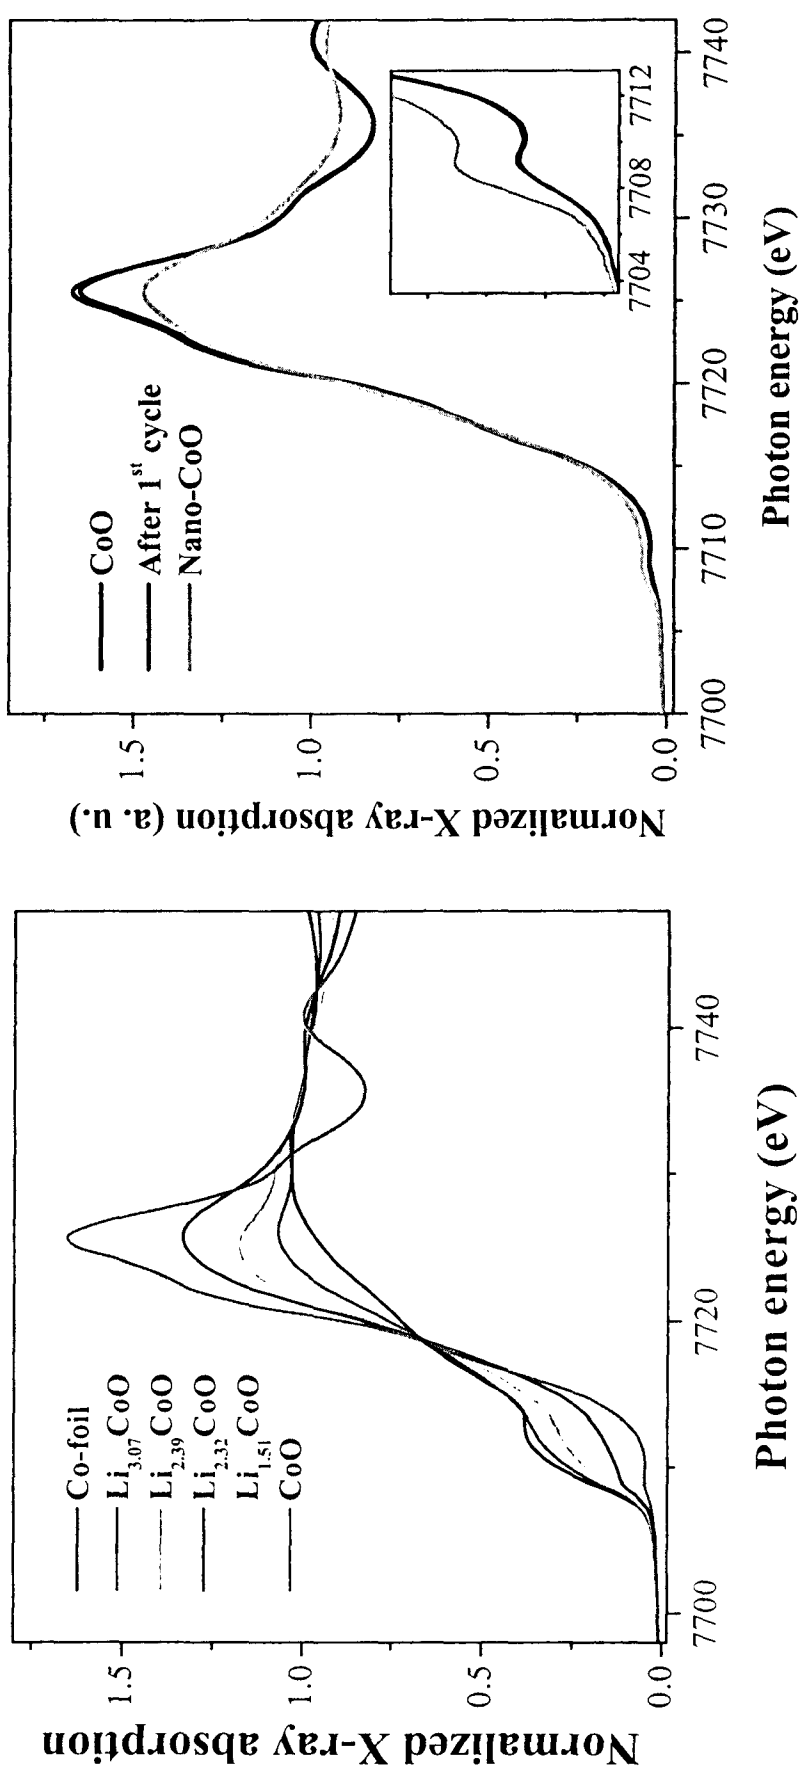 Normalized X-ray absorption
1.5
1.0
0.5
0.0
Co-foil
Li3.07CoO
Li2.39CoO
Li2.32CoO
Li1.51CoO
CoO
7700
7720
7740
Photon energy (eV)
Normalized X-ray absorption (a. u.)
1.5
1.0
0.5
0.0
CoO
After 1st cycle
Nano-CoO
7704
7708
7712
7700
7710
7720
7730
7740
Photon energy (eV)